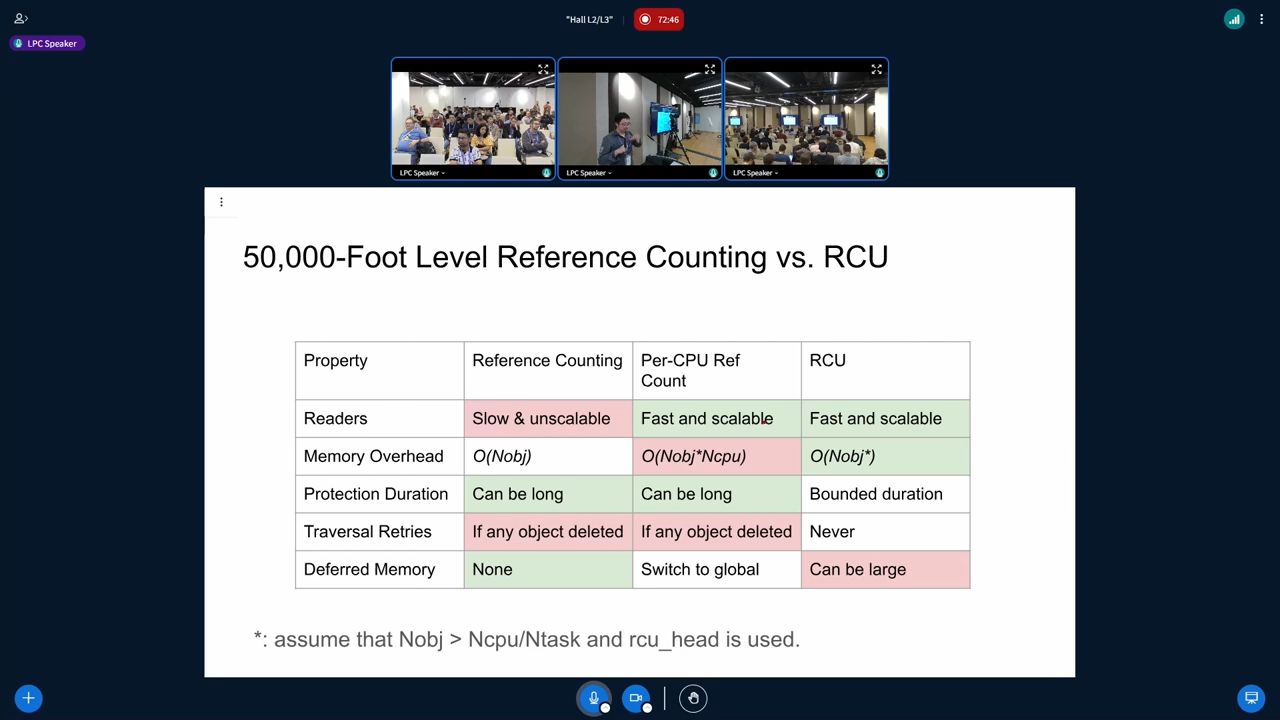 "Hall L2/L3"
72:46
LPC Speaker
LPC Speaker
LPC Speaker
LPC Speaker
50,000-Foot Level Reference Counting vs. RCU
Property
Reference Counting
Per-CPU Ref
Count
RCU
Readers
Slow & unscalable
Fast and scalable
Fast and scalable
Memory Overhead
O(Nobj)
O(Nobj*Ncpu)
O(Nobj*)
Protection Duration
Can be long
Can be long
Bounded duration
Traversal Retries
If any object deleted
If any object deleted
Never
Deferred Memory
None
Switch to global
Can be large
*: assume that Nobj > Ncpu/Ntask and rcu_head is used.